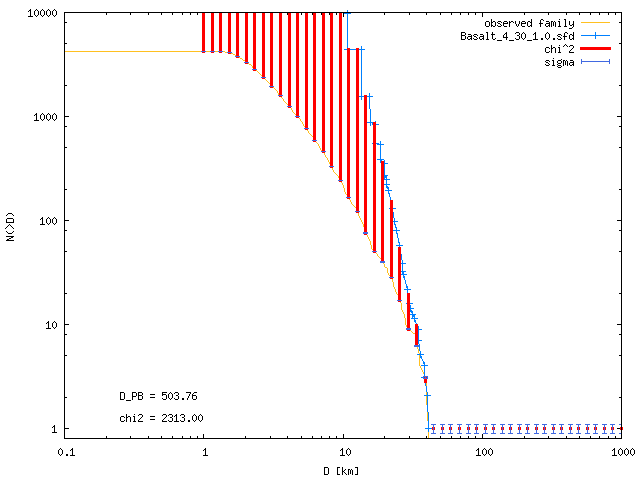 10000
1000
100
10
1
N(>D)
observed family
Basalt_4_30_1.0.sfd
chi^2
sigma
D_PB = 503.76
chi2 = 2313.00
0.1 1 10 100 1000
D [km]